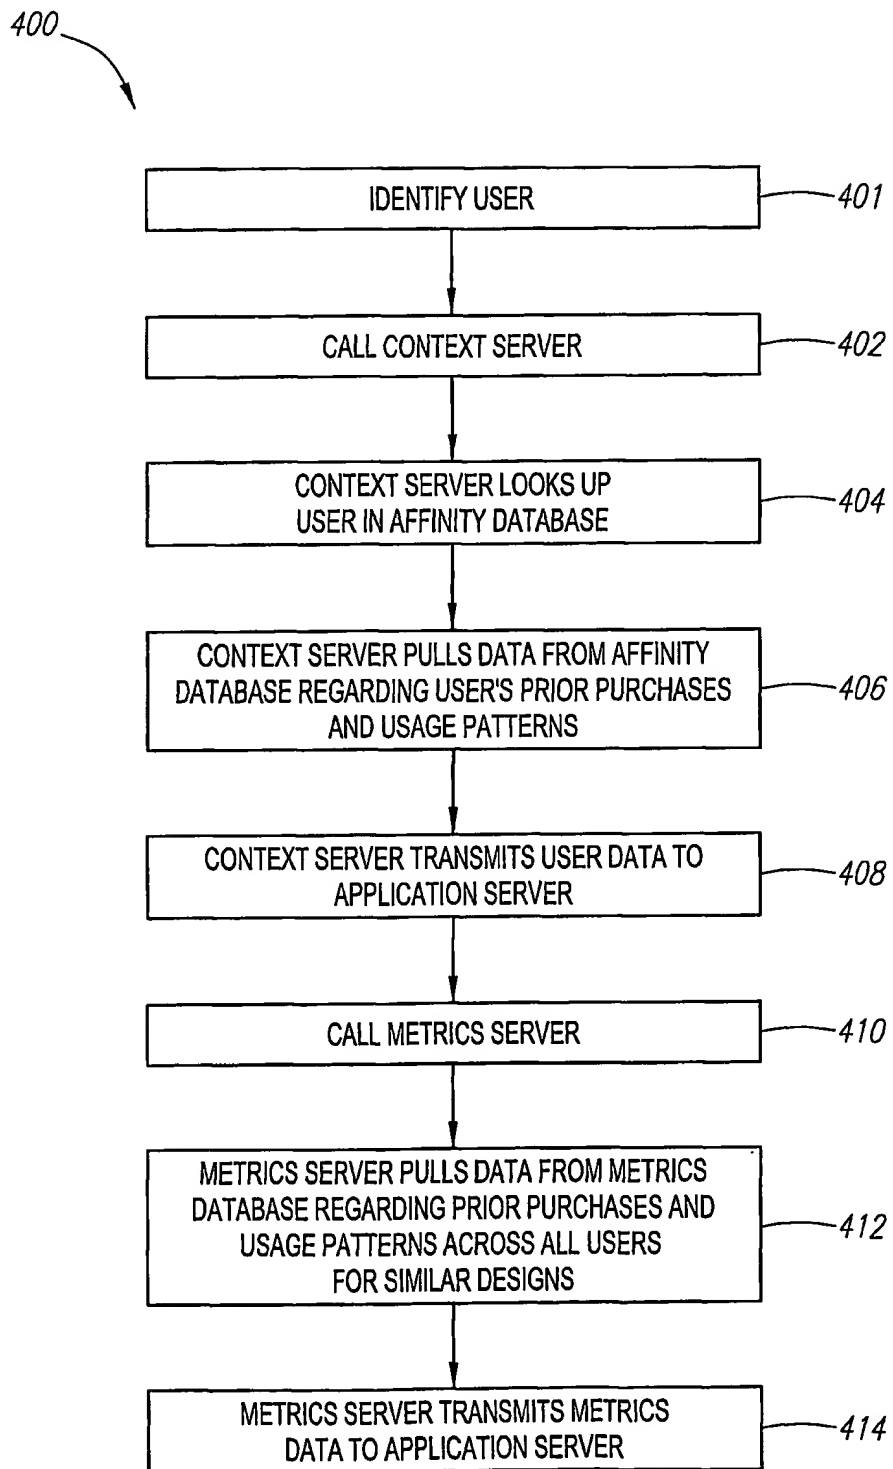 400
IDENTIFY USER
401
CALL CONTEXT SERVER
402
CONTEXT SERVER LOOKS UP
USER IN AFFINITY DATABASE
404
CONTEXT SERVER PULLS DATA FROM AFFINITY
DATABASE REGARDING USER'S PRIOR PURCHASES
AND USAGE PATTERNS
406
CONTEXT SERVER TRANSMITS USER DATA TO
APPLICATION SERVER
408
CALL METRICS SERVER
410
METRICS SERVER PULLS DATA FROM METRICS
DATABASE REGARDING PRIOR PURCHASES AND
USAGE PATTERNS ACROSS ALL USERS
FOR SIMILAR DESIGNS
412
METRICS SERVER TRANSMITS METRICS
DATA TO APPLICATION SERVER
414